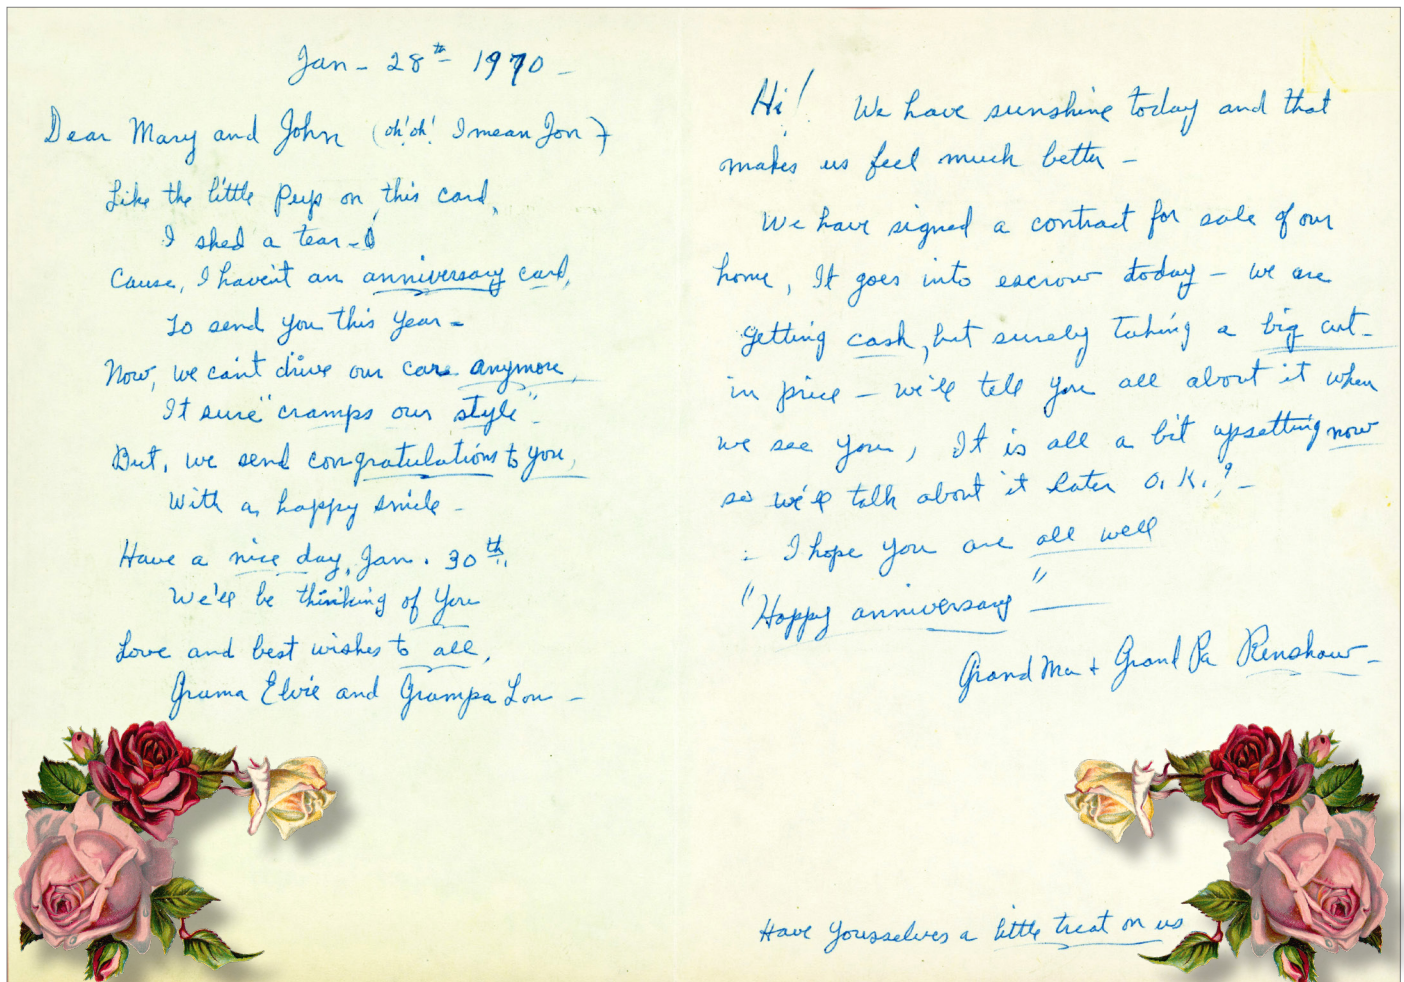 Jan - 28th 1970 -
Dear Mary and John (oh! oh! I mean Jon)
Like the little pups on this card,
I shed a tear -
Cause, I haven't an anniversary card,
To send you this year -
Now, we can't drive our car anymore,
It sure "cramps our style".
But, we send congratulations to you,
With a happy smile -
Have a nice day, Jan. 30th.
We'll be thinking of you
Love and best wishes to all,
Grama Elvie and Grampa Lou -
Hi! We have sunshine today and that
makes us feel much better -
We have signed a contract for sale of our
home, It goes into escrow today - we are
getting cash, but surely taking a big cut -
in price - we'll tell you all about it when
we see you, It is all a bit upsetting now
so we'll talk about it later O.K.? -
I hope you are all well
"Happy anniversary" -
Grand Ma + Grand Pa Renshaw -
Have yoursselves a little treat on us